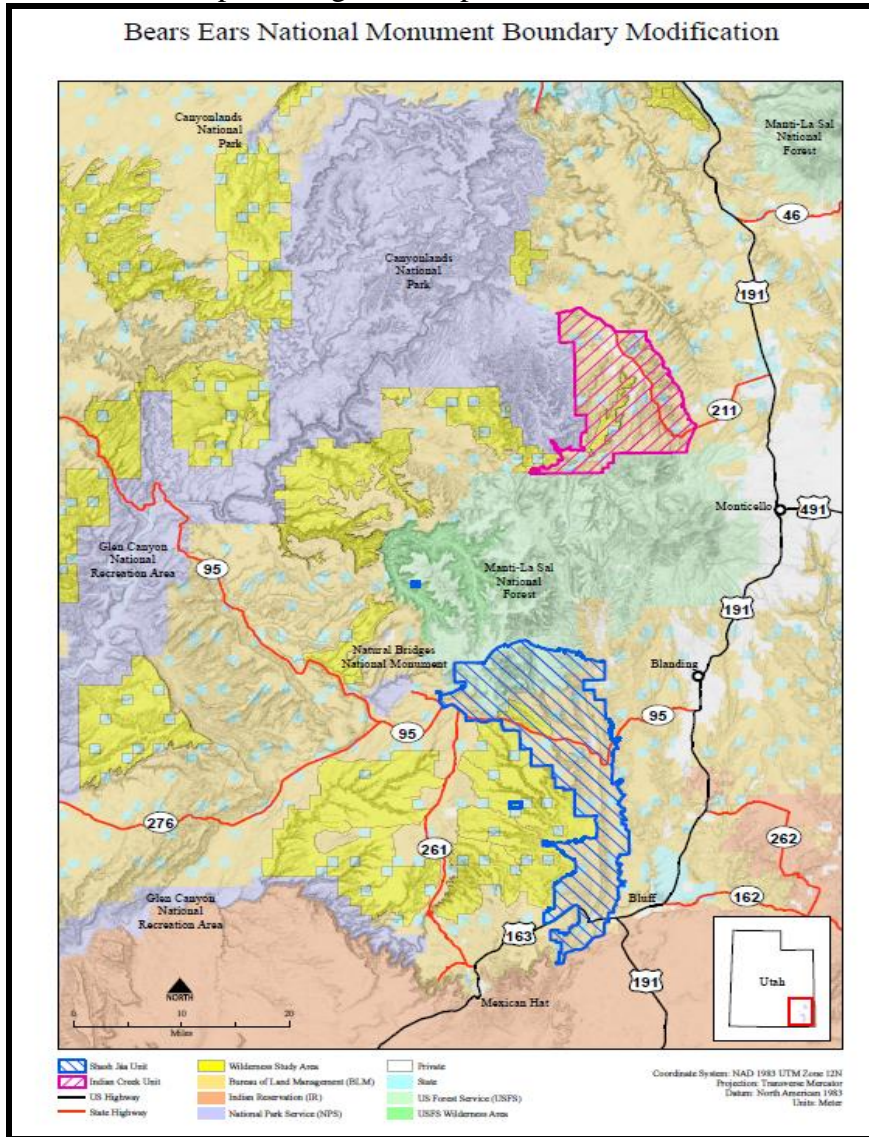 Bears Ears National Monument Boundary Modification
Canyonlands
National
Park
Manti-La Sal
National
Forest
46
Canyonlands
National
Park
191
211
Monticello
491
Glen Canyon
National
Recreation Area
95
Manti-La Sal
National
Forest
191
Natural Bridges
National Monument
Blanding
95
95
276
261
262
Glen Canyon
National
Recreation Area
Bluff
162
163
191
Utah
NORTH
Mexican Hat
0
10
20
Miles
Shash Jáa Unit
Indian Creek Unit
US Highway
State Highway
Wilderness Study Area
Bureau of Land Management (BLM)
Indian Reservation (IR)
National Park Service (NPS)
Private
State
US Forest Service (USFS)
USFS Wilderness Area
Coordinate System: NAD 1983 UTM Zone 12N
Projection: Transverse Mercator
Datum: North American 1983
Units: Meter